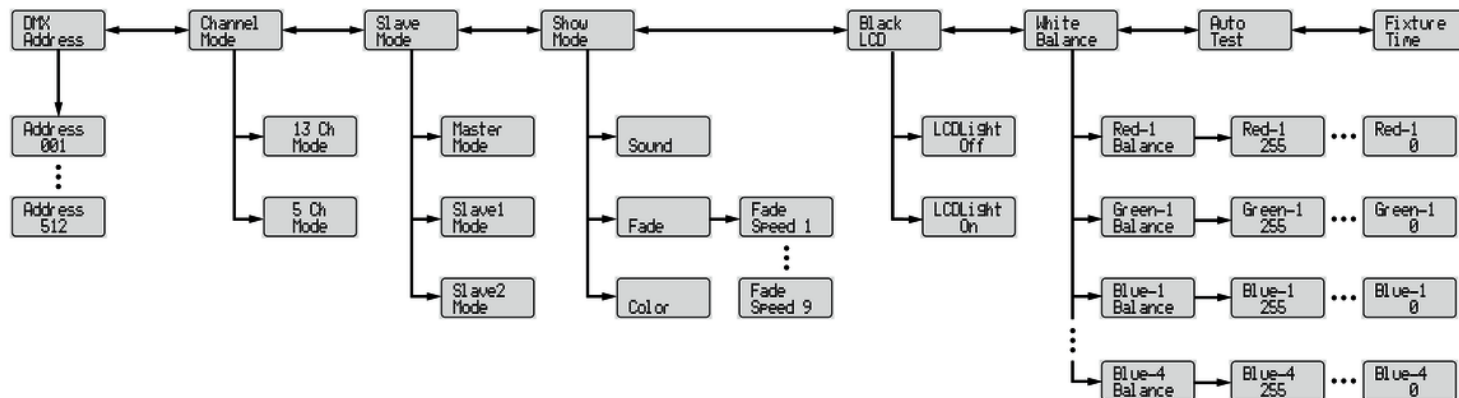 DMX
Address
Channel
Mode
Slave
Mode
Show
Mode
Black
LCD
White
Balance
Auto
Test
Fixture
Time
Address
001
Address
512
13 Ch
Mode
5 Ch
Mode
Master
Mode
Slave1
Mode
Slave2
Mode
Sound
Fade
Color
Fade
Speed 1
Fade
Speed 9
LCDLight
Off
LCDLight
On
Red-1
Balance
Red-1
255
Red-1
0
Green-1
Balance
Green-1
255
Green-1
0
Blue-1
Balance
Blue-1
255
Blue-1
0
Blue-4
Balance
Blue-4
255
Blue-4
0